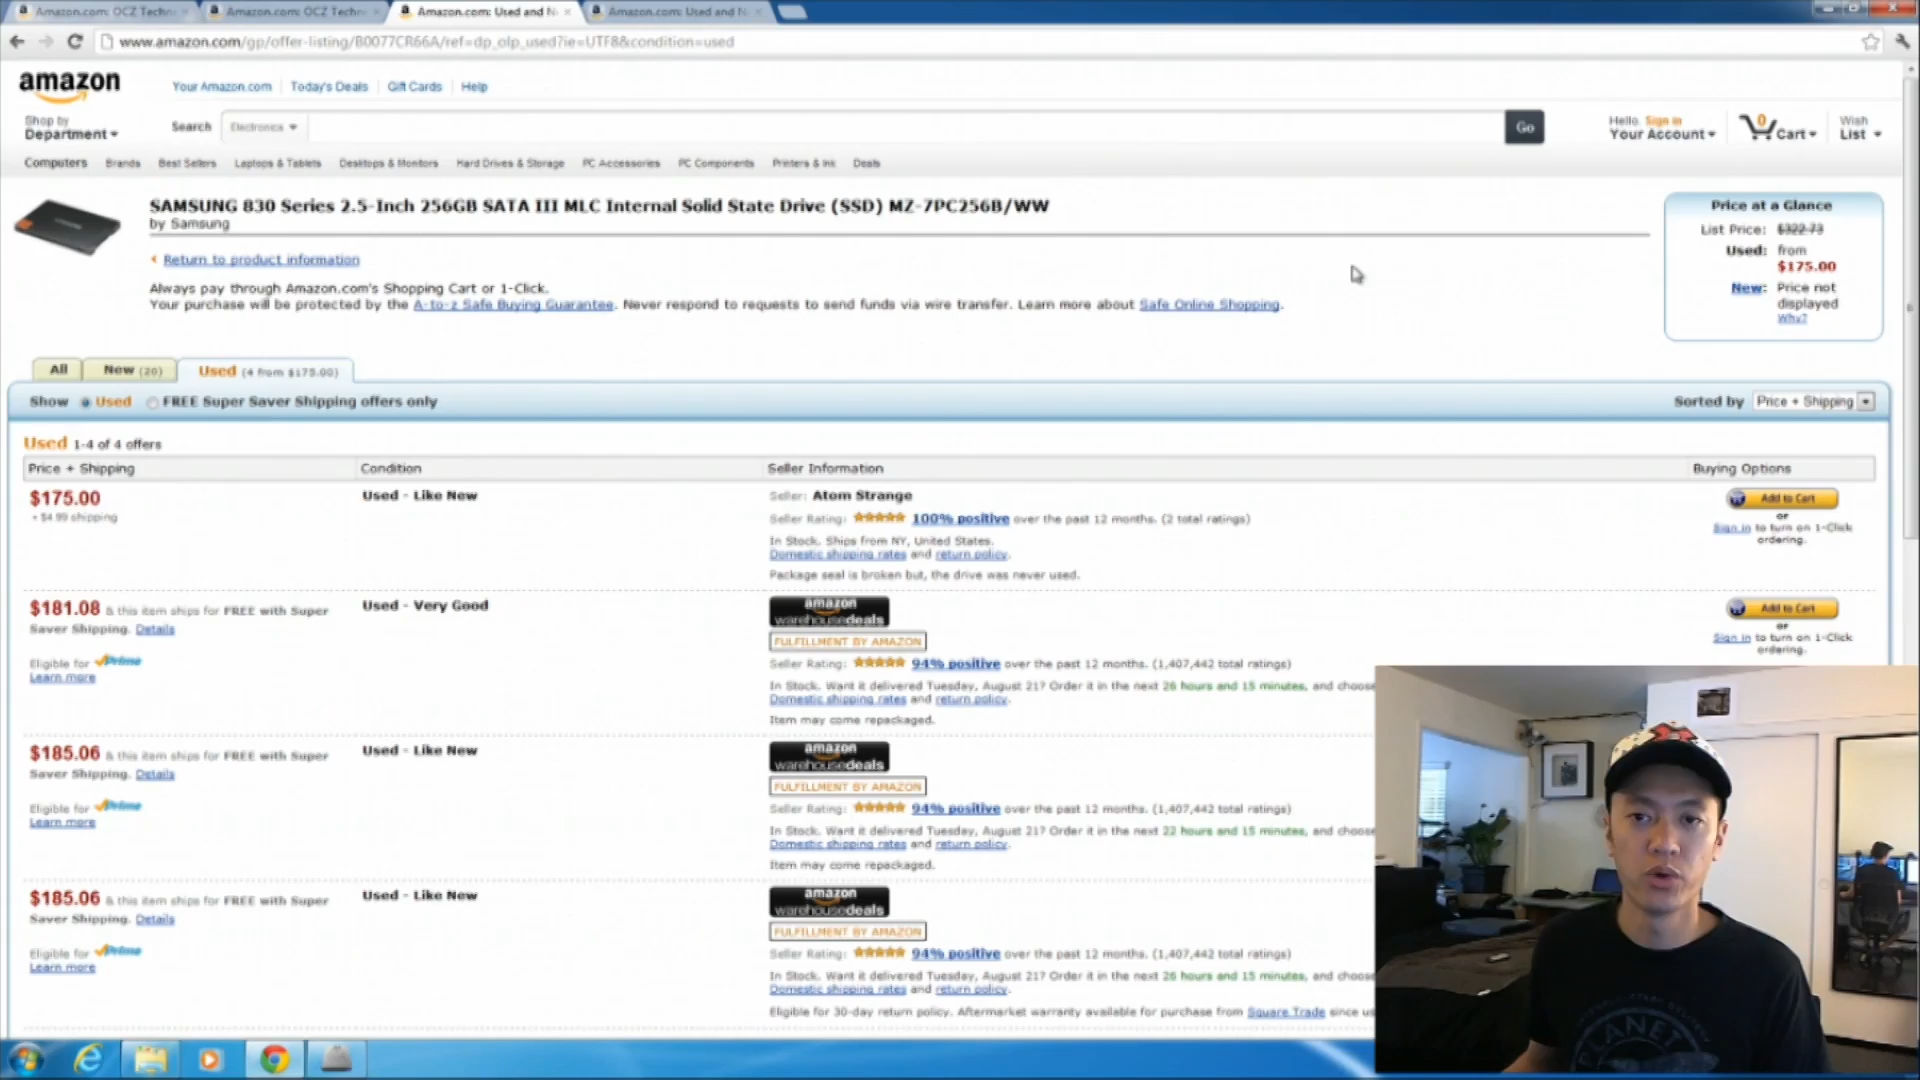 Amazon.com: OCZ Techn
Amazon.com: OCZ Techn
Amazon.com: Used and N
Amazon.com: Used and N
www.amazon.com/gp/offer-listing/B0077CR66A/ref=dp_olp_used?ie=UTF8&condition=used
amazon
Your Amazon.com Today's Deals Gift Cards Help
Shop by
Department
Search Electronics Go
Hello. Sign in
Your Account
0
Cart
Wish
List
Computers Brands Best Sellers Laptops & Tablets Desktops & Monitors Hard Drives & Storage PC Accessories PC Components Printers & Ink Deals
SAMSUNG 830 Series 2.5-Inch 256GB SATA III MLC Internal Solid State Drive (SSD) MZ-7PC256B/WW
by Samsung
Return to product information
Always pay through Amazon.com's Shopping Cart or 1-Click.
Your purchase will be protected by the A-to-z Safe Buying Guarantee. Never respond to requests to send funds via wire transfer. Learn more about Safe Online Shopping.
Price at a Glance
List Price: $322.73
Used: from
$175.00
New: Price not
displayed
Why?
All New (20) Used (4 from $175.00)
Show Used FREE Super Saver Shipping offers only
Sorted by Price + Shipping
Used 1-4 of 4 offers
Price + Shipping Condition Seller Information Buying Options
$175.00
+ $4.99 shipping
Used - Like New
Seller: Atom Strange
Seller Rating: 100% positive over the past 12 months. (2 total ratings)
In Stock. Ships from NY, United States.
Domestic shipping rates and return policy.
Package seal is broken but, the drive was never used.
Add to Cart
or
Sign in to turn on 1-Click
ordering.
$181.08 & this item ships for FREE with Super
Saver Shipping. Details
Eligible for Prime
Learn more
Used - Very Good
amazon
warehousedeals
FULFILLMENT BY AMAZON
Seller Rating: 94% positive over the past 12 months. (1,407,442 total ratings)
In Stock. Want it delivered Tuesday, August 21? Order it in the next 26 hours and 15 minutes, and choose
Domestic shipping rates and return policy.
Item may come repackaged.
Add to Cart
or
Sign in to turn on 1-Click
ordering.
$185.06 & this item ships for FREE with Super
Saver Shipping. Details
Eligible for Prime
Learn more
Used - Like New
amazon
warehousedeals
FULFILLMENT BY AMAZON
Seller Rating: 94% positive over the past 12 months. (1,407,442 total ratings)
In Stock. Want it delivered Tuesday, August 21? Order it in the next 22 hours and 15 minutes, and choose
Domestic shipping rates and return policy.
Item may come repackaged.
$185.06 & this item ships for FREE with Super
Saver Shipping. Details
Eligible for Prime
Learn more
Used - Like New
amazon
warehousedeals
FULFILLMENT BY AMAZON
Seller Rating: 94% positive over the past 12 months. (1,407,442 total ratings)
In Stock. Want it delivered Tuesday, August 21? Order it in the next 26 hours and 15 minutes, and choose
Domestic shipping rates and return policy.
Eligible for 30-day return policy. Aftermarket warranty available for purchase from Square Trade since us
PLANET